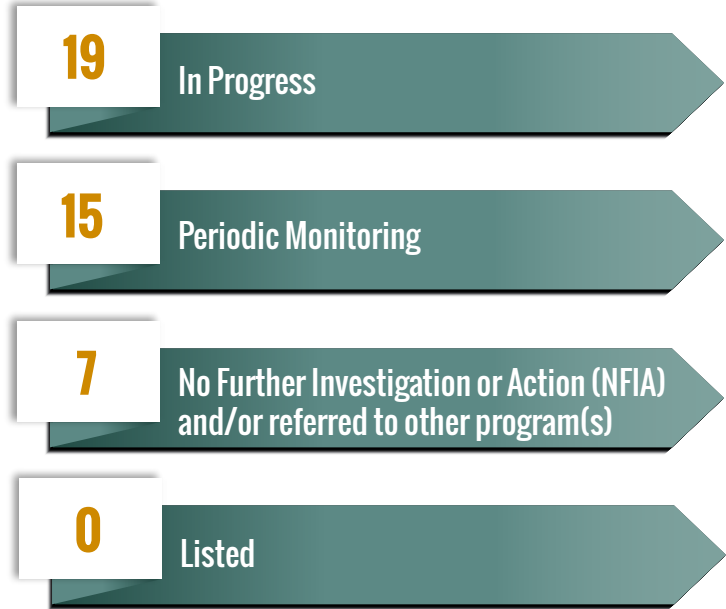 19
In Progress
15
Periodic Monitoring
7
No Further Investigation or Action (NFIA)
and/or referred to other program(s)
0
Listed